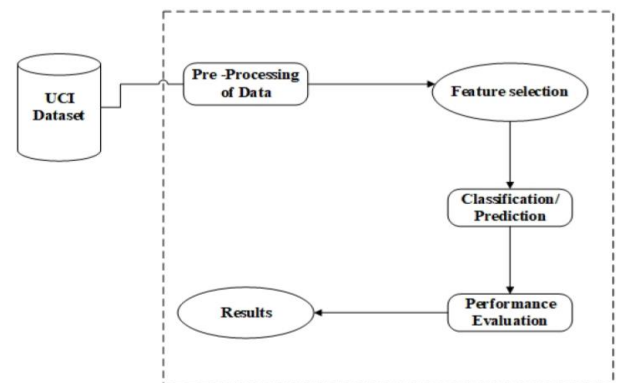 UCI
Dataset
Pre -Processing
of Data
Feature selection
Classification/
Prediction
Performance
Evaluation
Results